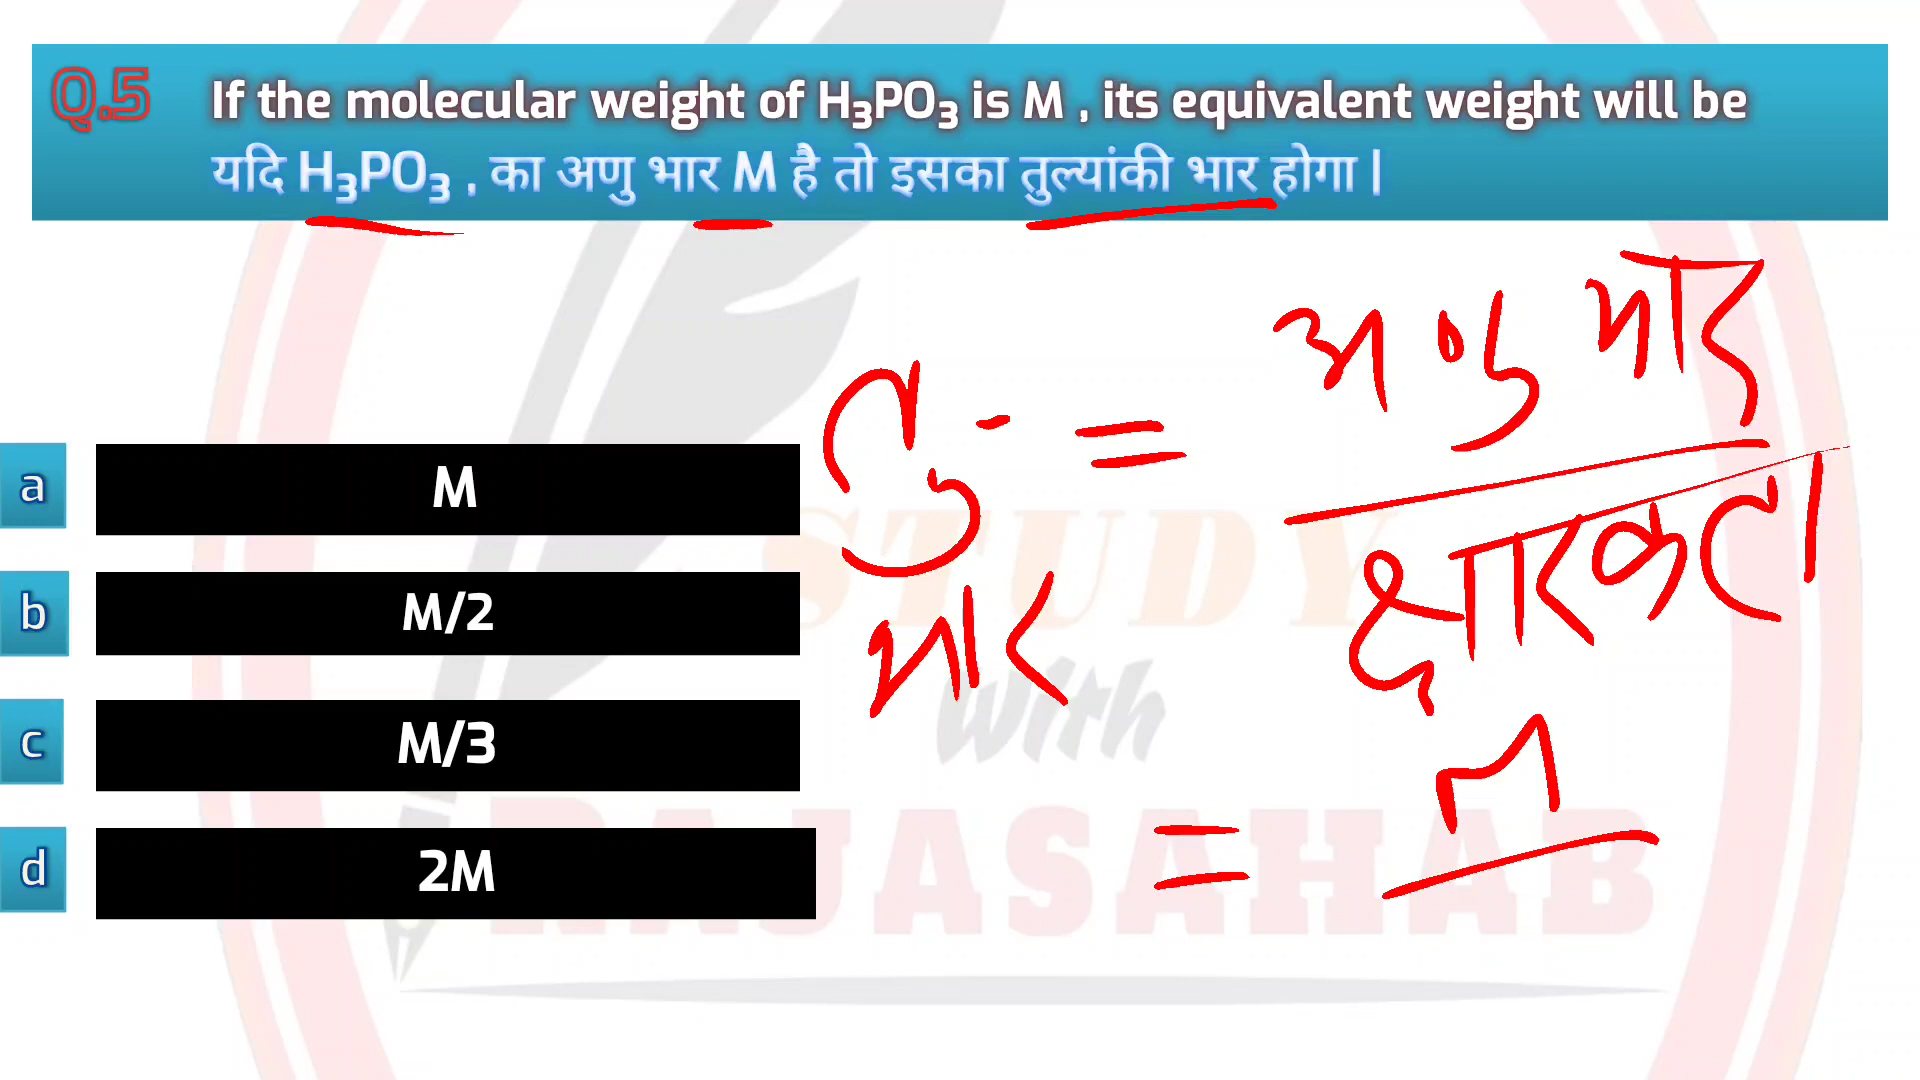 Q.5 If the molecular weight of H₃PO₃ is M , its equivalent weight will be
यदि H₃PO₃ , का अणु भार M है तो इसका तुल्यांकी भार होगा |
a M
b M/2
c M/3
d 2M
तु. भार = अणु भार / क्षारकता
= M
STUDY
With
RAJASAHAB